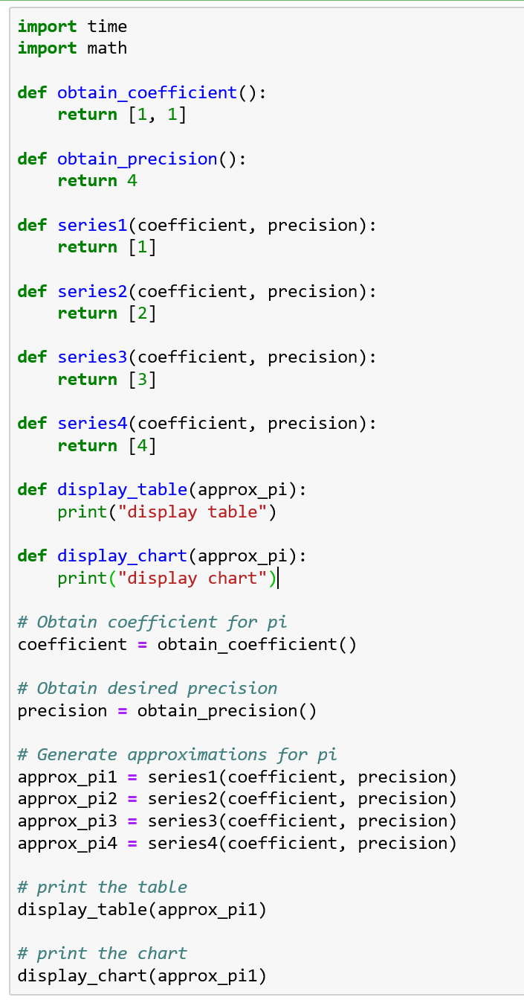 import time
import math

def obtain_coefficient():
    return [1, 1]

def obtain_precision():
    return 4

def series1(coefficient, precision):
    return [1]

def series2(coefficient, precision):
    return [2]

def series3(coefficient, precision):
    return [3]

def series4(coefficient, precision):
    return [4]

def display_table(approx_pi):
    print("display table")

def display_chart(approx_pi):
    print("display chart")

# Obtain coefficient for pi
coefficient = obtain_coefficient()

# Obtain desired precision
precision = obtain_precision()

# Generate approximations for pi
approx_pi1 = series1(coefficient, precision)
approx_pi2 = series2(coefficient, precision)
approx_pi3 = series3(coefficient, precision)
approx_pi4 = series4(coefficient, precision)

# print the table
display_table(approx_pi1)

# print the chart
display_chart(approx_pi1)